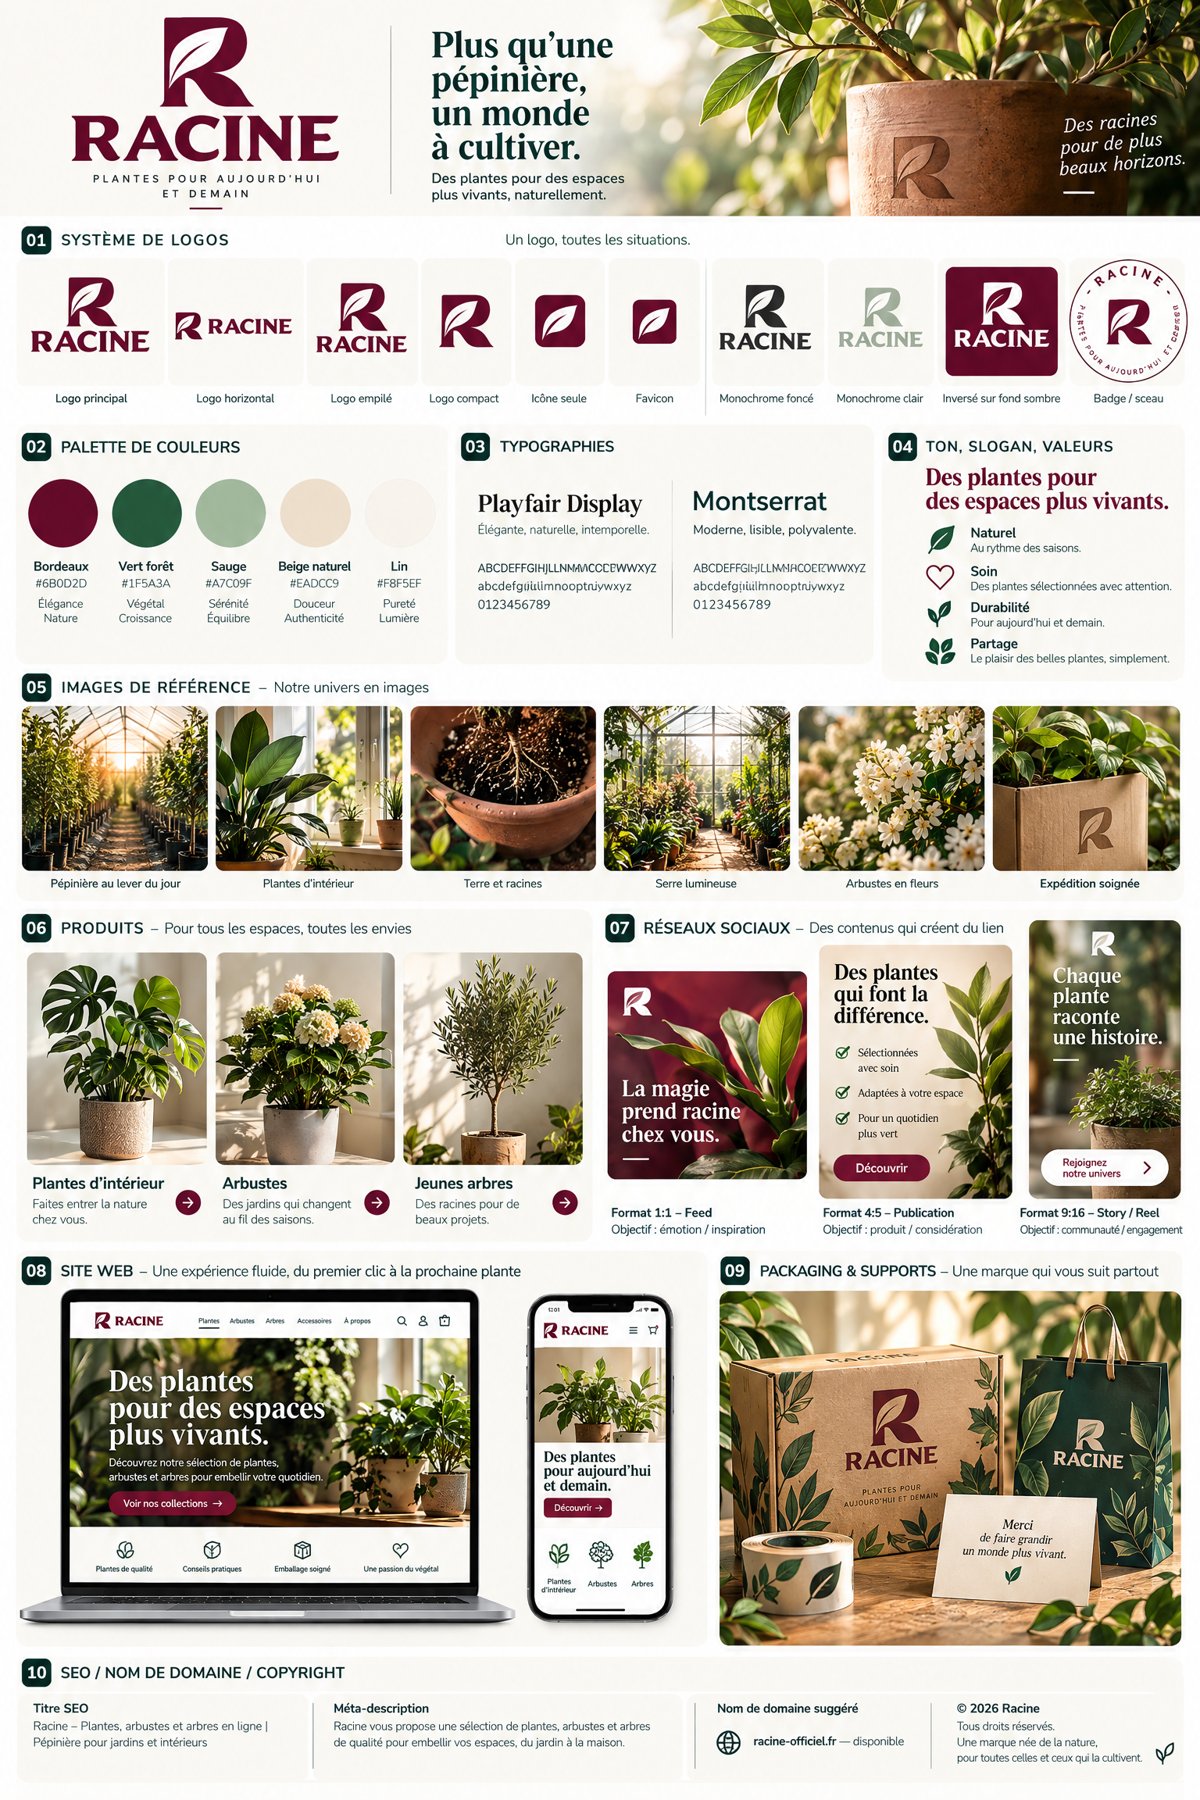 RACINE
PLANTES POUR AUJOURD'HUI
ET DEMAIN
Plus qu'une
pépinière,
un monde
à cultiver.
Des plantes pour des espaces
plus vivants, naturellement.
Des racines
pour de plus
beaux horizons.
01 SYSTÈME DE LOGOS
Un logo, toutes les situations.
RACINE
Logo principal
RACINE
Logo horizontal
RACINE
Logo empilé
Logo compact
Icône seule
Favicon
RACINE
Monochrome foncé
RACINE
Monochrome clair
RACINE
Inversé sur fond sombre
- RACINE -
POUR AUJOURD'HUI ET
Badge / sceau
02 PALETTE DE COULEURS
Bordeaux
#6B0D2D
Élégance
Nature
Vert forêt
#1F5A3A
Végétal
Croissance
Sauge
#A7C09F
Sérénité
Équilibre
Beige naturel
#EADCC9
Douceur
Authenticité
Lin
#F8F5EF
Pureté
Lumière
03 TYPOGRAPHIES
Playfair Display
Élégante, naturelle, intemporelle.
0123456789
Montserrat
Moderne, lisible, polyvalente.
0123456789
04 TON, SLOGAN, VALEURS
Des plantes pour
des espaces plus vivants.
Naturel
Au rythme des saisons.
Soin
Des plantes sélectionnées avec attention.
Durabilité
Pour aujourd'hui et demain.
Partage
Le plaisir des belles plantes, simplement.
05 IMAGES DE RÉFÉRENCE – Notre univers en images
Pépinière au lever du jour
Plantes d'intérieur
Terre et racines
Serre lumineuse
Arbustes en fleurs
Expédition soignée
06 PRODUITS – Pour tous les espaces, toutes les envies
Plantes d'intérieur
Faites entrer la nature
chez vous.
Arbustes
Des jardins qui changent
au fil des saisons.
Jeunes arbres
Des racines pour de
beaux projets.
07 RÉSEAUX SOCIAUX – Des contenus qui créent du lien
La magie
prend racine
chez vous.
Format 1:1 – Feed
Objectif : émotion / inspiration
Des plantes
qui font la
différence.
Sélectionnées
avec soin
Adaptées à votre espace
Pour un quotidien
plus vert
Découvrir
Format 4:5 – Publication
Objectif : produit / considération
Chaque
plante
raconte
une histoire.
Rejoignez
notre univers
Format 9:16 – Story / Reel
Objectif : communauté / engagement
08 SITE WEB – Une expérience fluide, du premier clic à la prochaine plante
RACINE
Plantes Arbustes Arbres Accessoires À propos
Des plantes
pour des espaces
plus vivants.
Découvrez notre sélection de plantes,
arbustes et arbres pour embellir votre quotidien.
Voir nos collections →
Plantes de qualité
Conseils pratiques
Emballage soigné
Une passion du végétal
RACINE
Des plantes
pour aujourd'hui
et demain.
Découvrir →
Plantes
d'intérieur
Arbustes
Arbres
09 PACKAGING & SUPPORTS – Une marque qui vous suit partout
RACINE
PLANTES POUR
AUJOURD'HUI ET DEMAIN
RACINE
Merci
de faire grandir
un monde plus vivant.
10 SEO / NOM DE DOMAINE / COPYRIGHT
Titre SEO
Racine – Plantes, arbustes et arbres en ligne |
Pépinière pour jardins et intérieurs
Méta-description
Racine vous propose une sélection de plantes, arbustes et arbres
de qualité pour embellir vos espaces, du jardin à la maison.
Nom de domaine suggéré
racine-officiel.fr — disponible
© 2026 Racine
Tous droits réservés.
Une marque née de la nature,
pour toutes celles et ceux qui la cultivent.